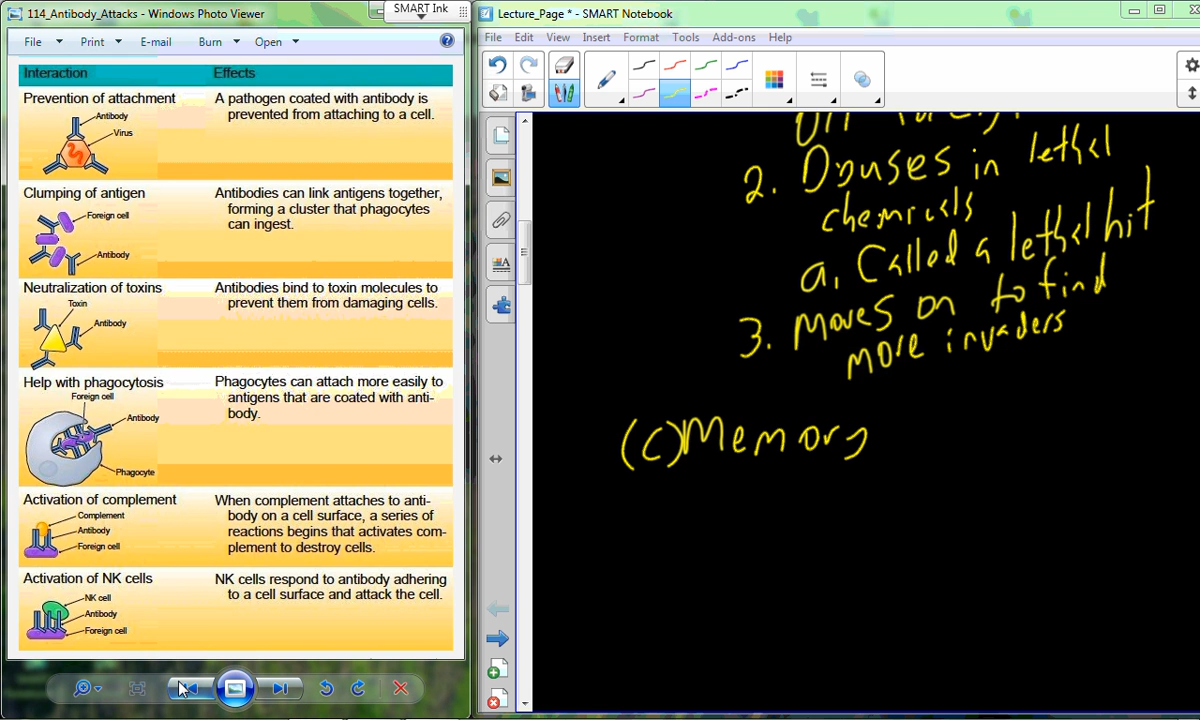 114_Antibody_Attacks - Windows Photo Viewer
SMART Ink
File Print E-mail Burn Open
Interaction Effects
Prevention of attachment
Antibody
Virus
A pathogen coated with antibody is
prevented from attaching to a cell.
Clumping of antigen
Foreign cell
Antibody
Antibodies can link antigens together,
forming a cluster that phagocytes
can ingest.
Neutralization of toxins
Toxin
Antibody
Antibodies bind to toxin molecules to
prevent them from damaging cells.
Help with phagocytosis
Foreign cell
Antibody
Phagocyte
Phagocytes can attach more easily to
antigens that are coated with anti-
body.
Activation of complement
Complement
Antibody
Foreign cell
When complement attaches to anti-
body on a cell surface, a series of
reactions begins that activates com-
plement to destroy cells.
Activation of NK cells
NK cell
Antibody
Foreign cell
NK cells respond to antibody adhering
to a cell surface and attack the cell.
Lecture_Page * - SMART Notebook
File Edit View Insert Format Tools Add-ons Help
2. Douses in lethal
chemicals
a. Called a lethal hit
3. Moves on to find
more invaders
(C) Memory